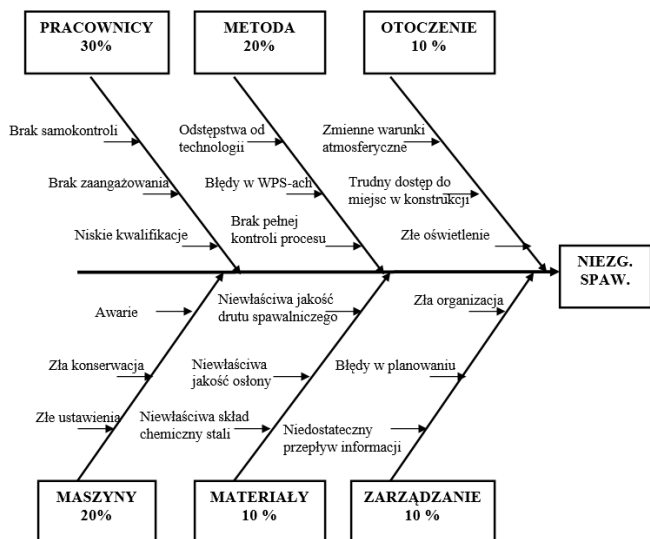 PRACOWNICY
30%
METODA
20%
OTOCZENIE
10 %
Brak samokontroli
Brak zaangażowania
Niskie kwalifikacje
Odstępstwa od
technologii
Błędy w WPS-ach
Brak pełnej
kontroli procesu
Zmienne warunki
atmosferyczne
Trudny dostęp do
miejsc w konstrukcji
Złe oświetlenie
NIEZG.
SPAW.
Awarie
Zła konserwacja
Złe ustawienia
Niewłaściwa jakość
drutu spawalniczego
Niewłaściwa
jakość osłony
Niewłaściwa skład
chemiczny stali
Zła organizacja
Błędy w planowaniu
Niedostateczny
przepływ informacji
MASZYNY
20%
MATERIAŁY
10 %
ZARZĄDZANIE
10 %